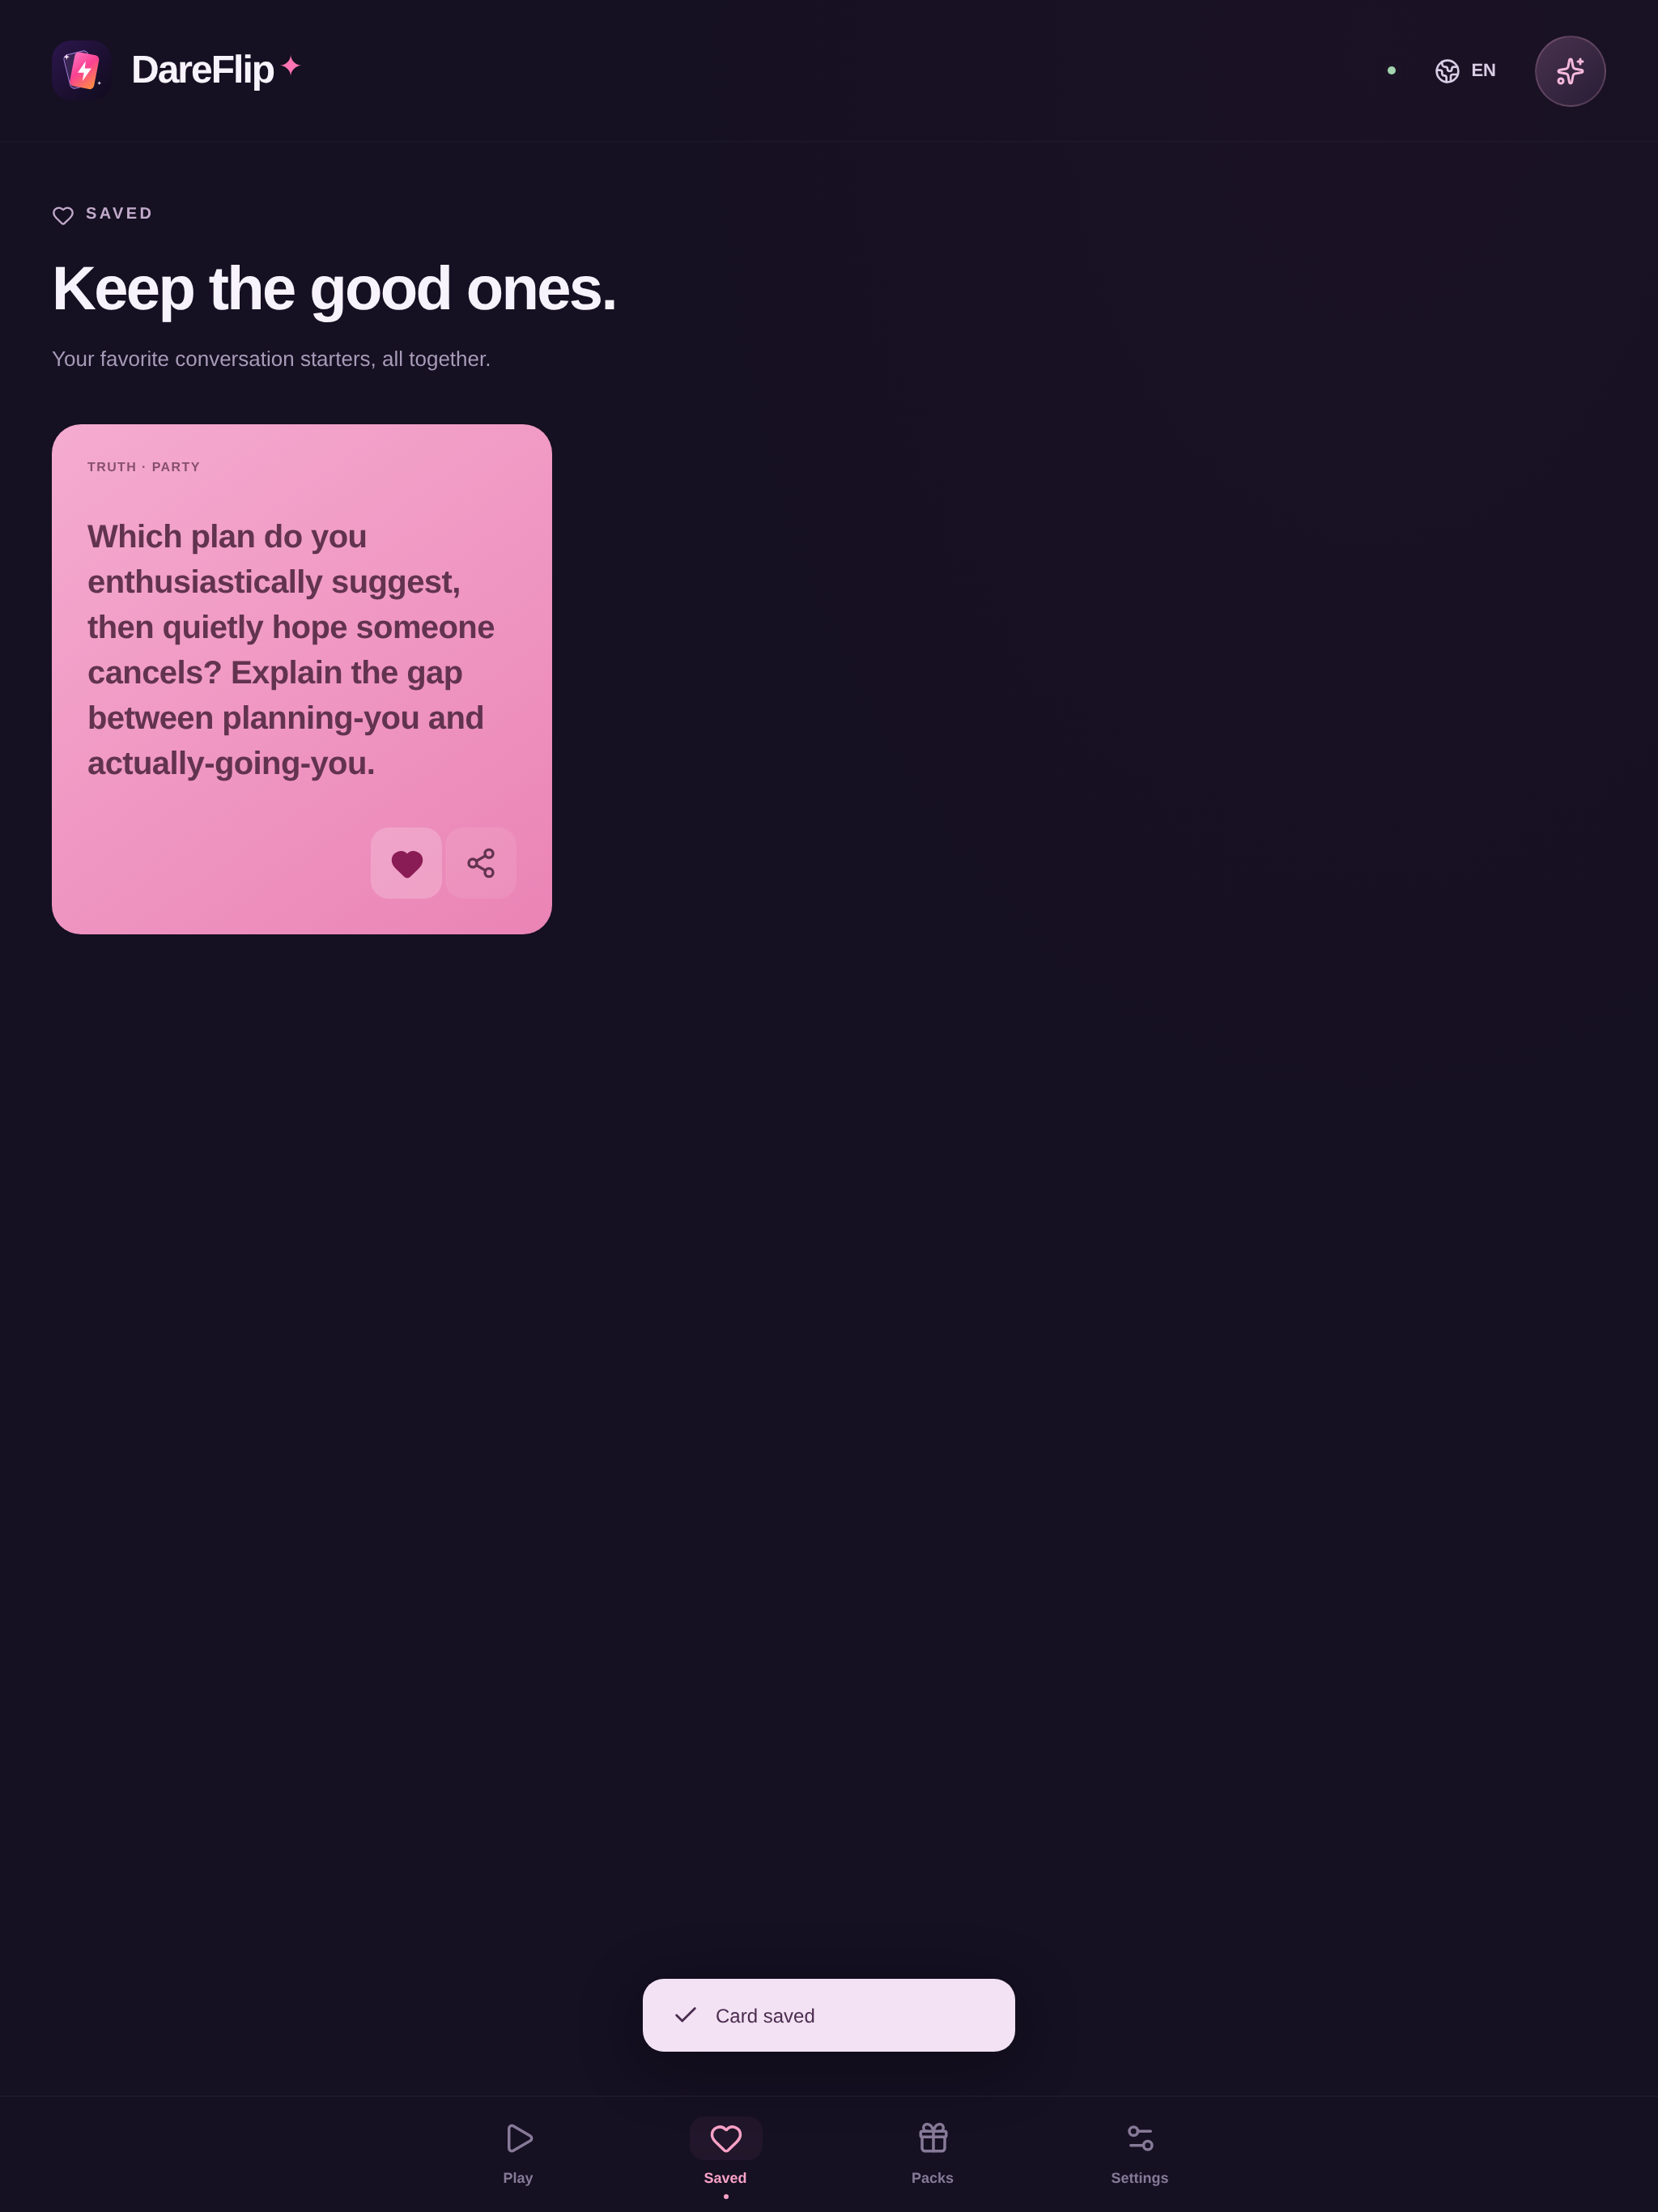 DareFlip
EN
SAVED
Keep the good ones.
Your favorite conversation starters, all together.
TRUTH · PARTY
Which plan do you
enthusiastically suggest,
then quietly hope someone
cancels? Explain the gap
between planning-you and
actually-going-you.
Card saved
Play
Saved
Packs
Settings